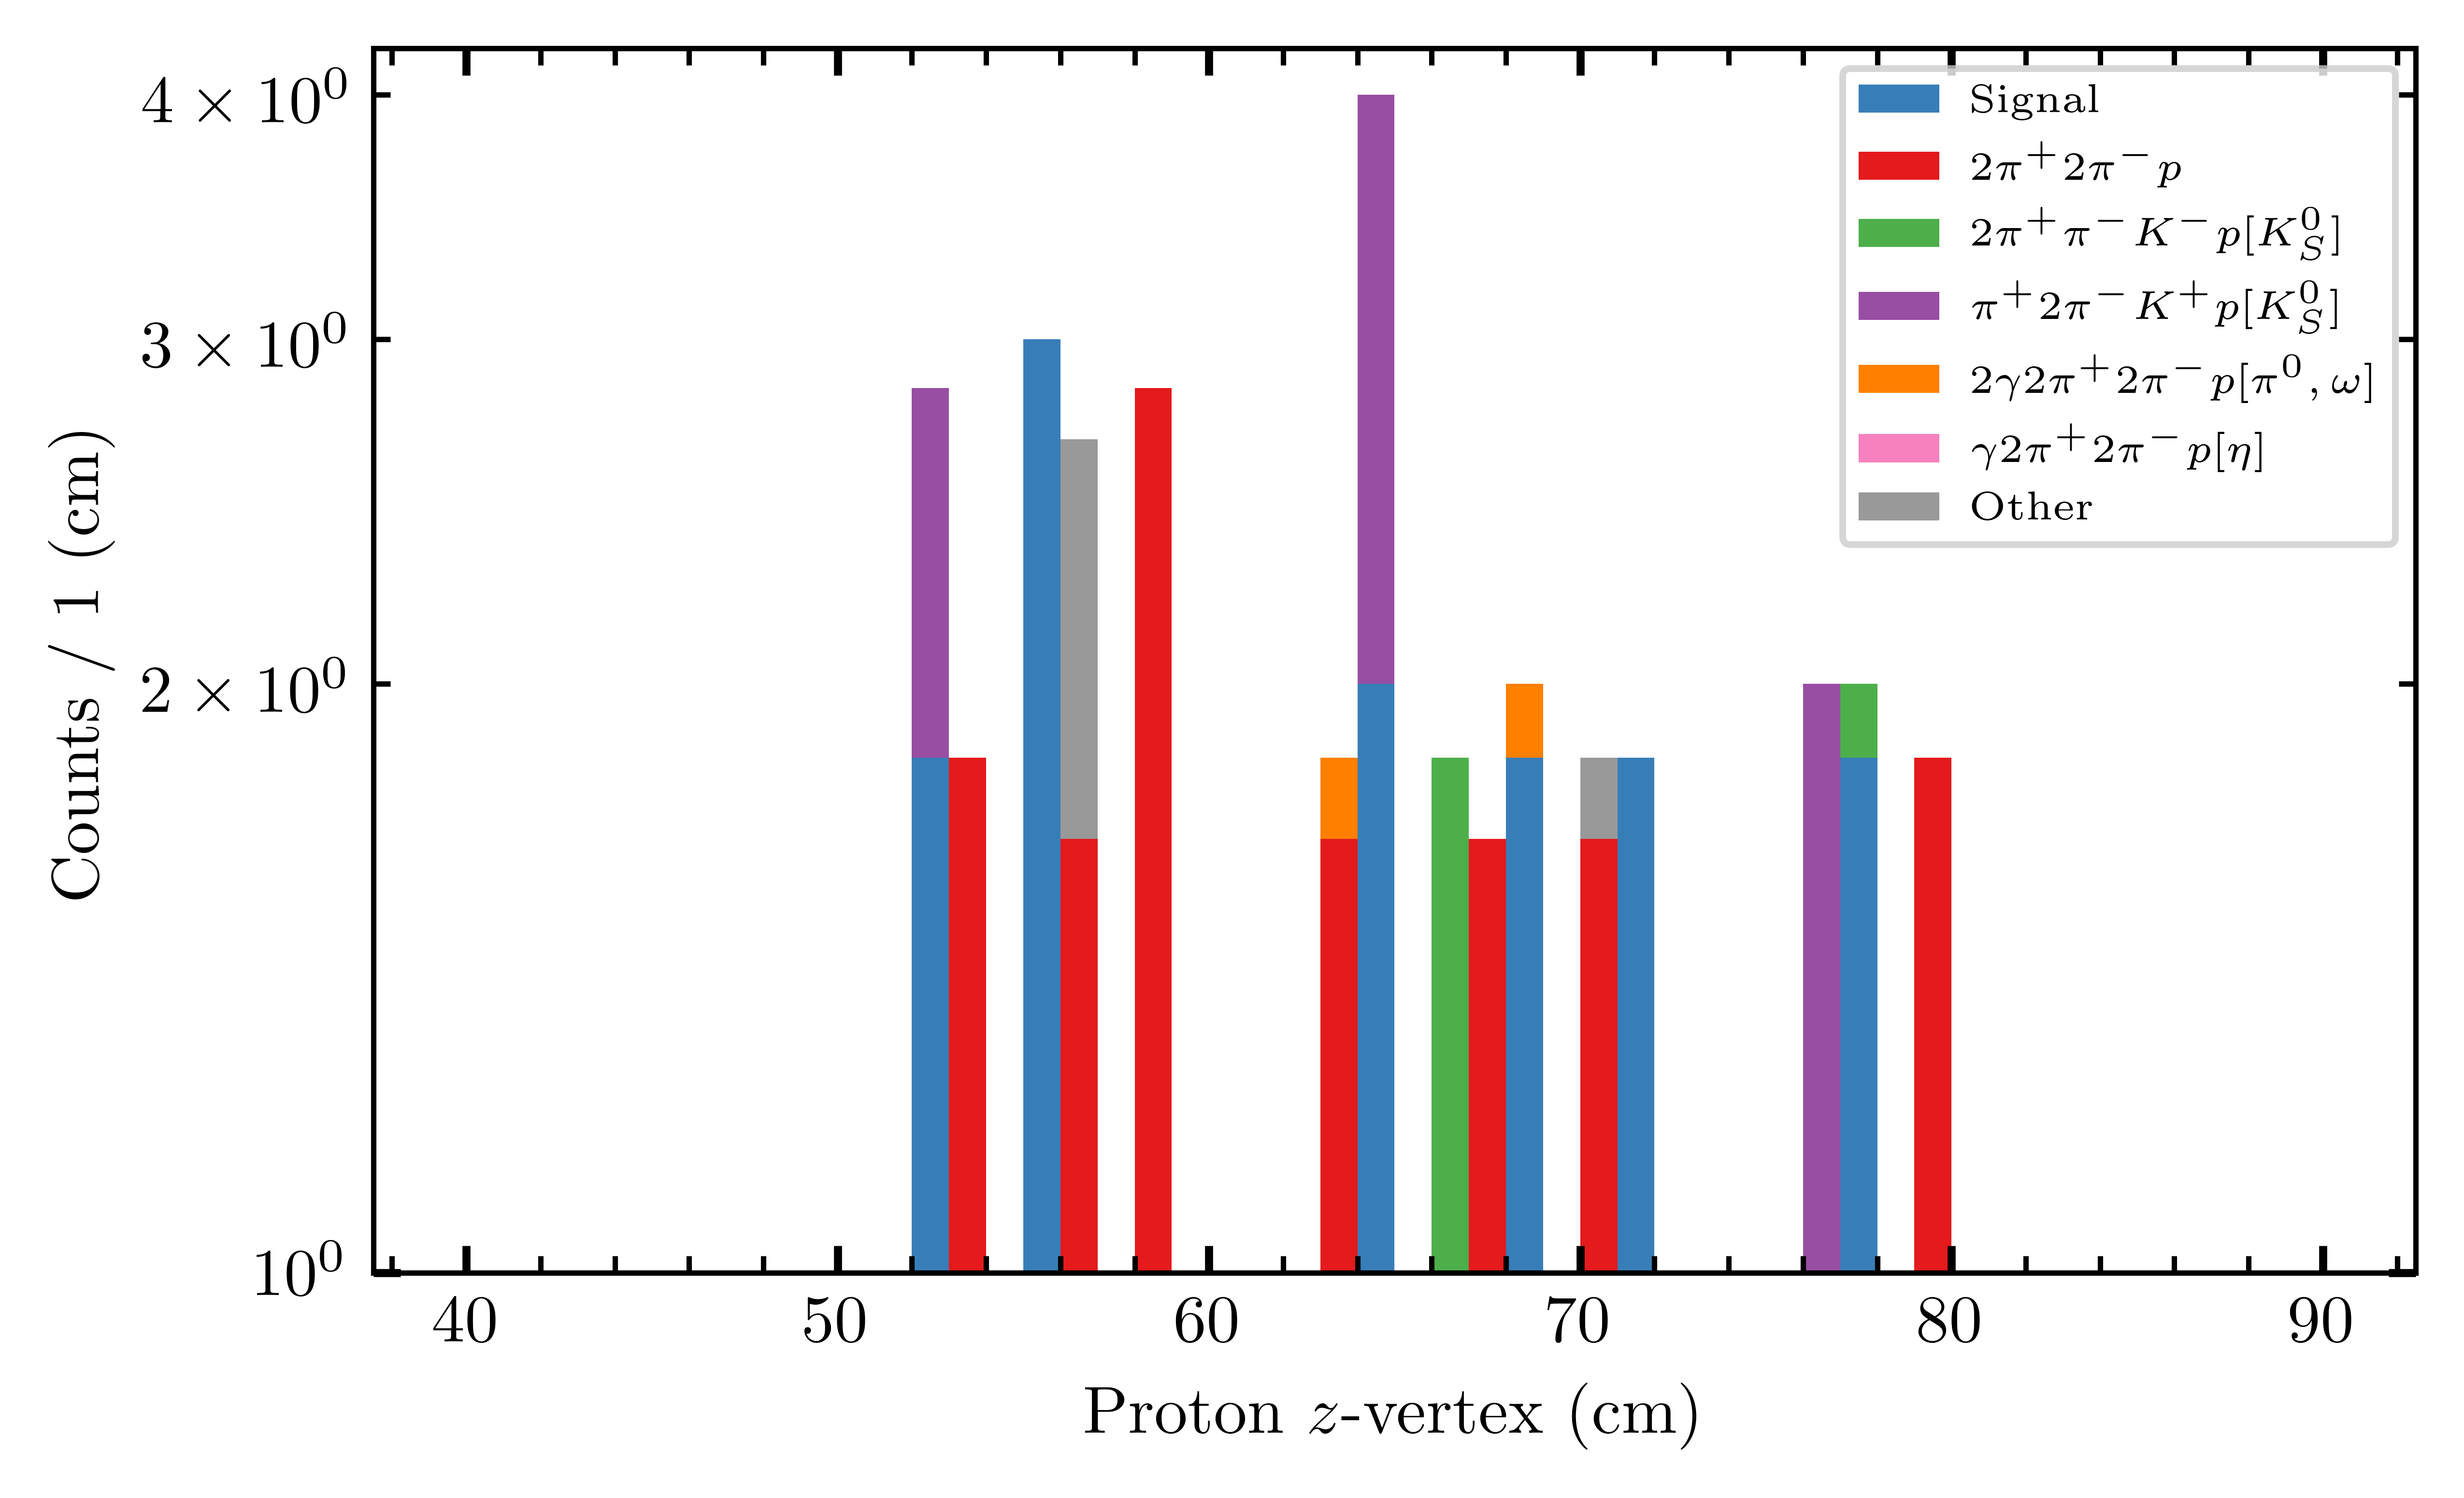 4 × 10⁰
3 × 10⁰
2 × 10⁰
10⁰
Counts / 1 (cm)
Signal
2π⁺2π⁻p
2π⁺π⁻K⁻p[K⁰_S]
π⁺2π⁻K⁺p[K⁰_S]
2γ2π⁺2π⁻p[π⁰, ω]
γ2π⁺2π⁻p[η]
Other
40 50 60 70 80 90
Proton z-vertex (cm)